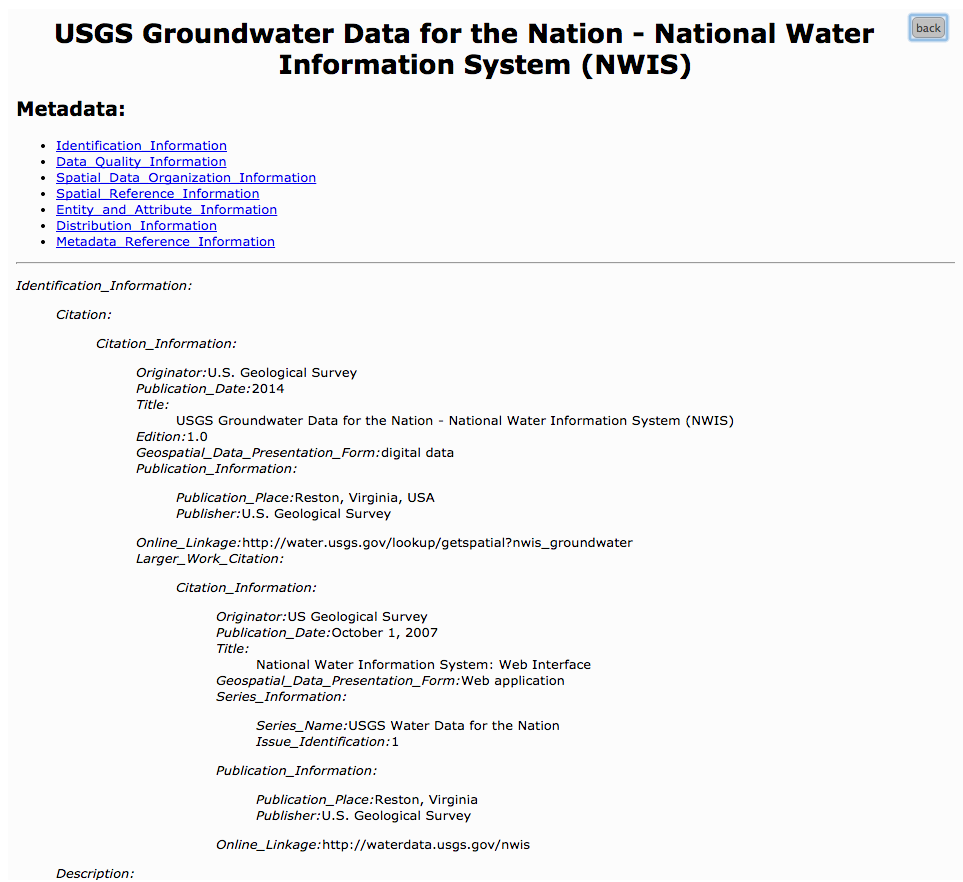 USGS Groundwater Data for the Nation - National Water
Information System (NWIS)
back
Metadata:
Identification_Information
Data_Quality_Information
Spatial_Data_Organization_Information
Spatial_Reference_Information
Entity_and_Attribute_Information
Distribution_Information
Metadata_Reference_Information
Identification_Information:
Citation:
Citation_Information:
Originator:U.S. Geological Survey
Publication_Date:2014
Title:
USGS Groundwater Data for the Nation - National Water Information System (NWIS)
Edition:1.0
Geospatial_Data_Presentation_Form:digital data
Publication_Information:
Publication_Place:Reston, Virginia, USA
Publisher:U.S. Geological Survey
Online_Linkage:http://water.usgs.gov/lookup/getspatial?nwis_groundwater
Larger_Work_Citation:
Citation_Information:
Originator:US Geological Survey
Publication_Date:October 1, 2007
Title:
National Water Information System: Web Interface
Geospatial_Data_Presentation_Form:Web application
Series_Information:
Series_Name:USGS Water Data for the Nation
Issue_Identification:1
Publication_Information:
Publication_Place:Reston, Virginia
Publisher:U.S. Geological Survey
Online_Linkage:http://waterdata.usgs.gov/nwis
Description: